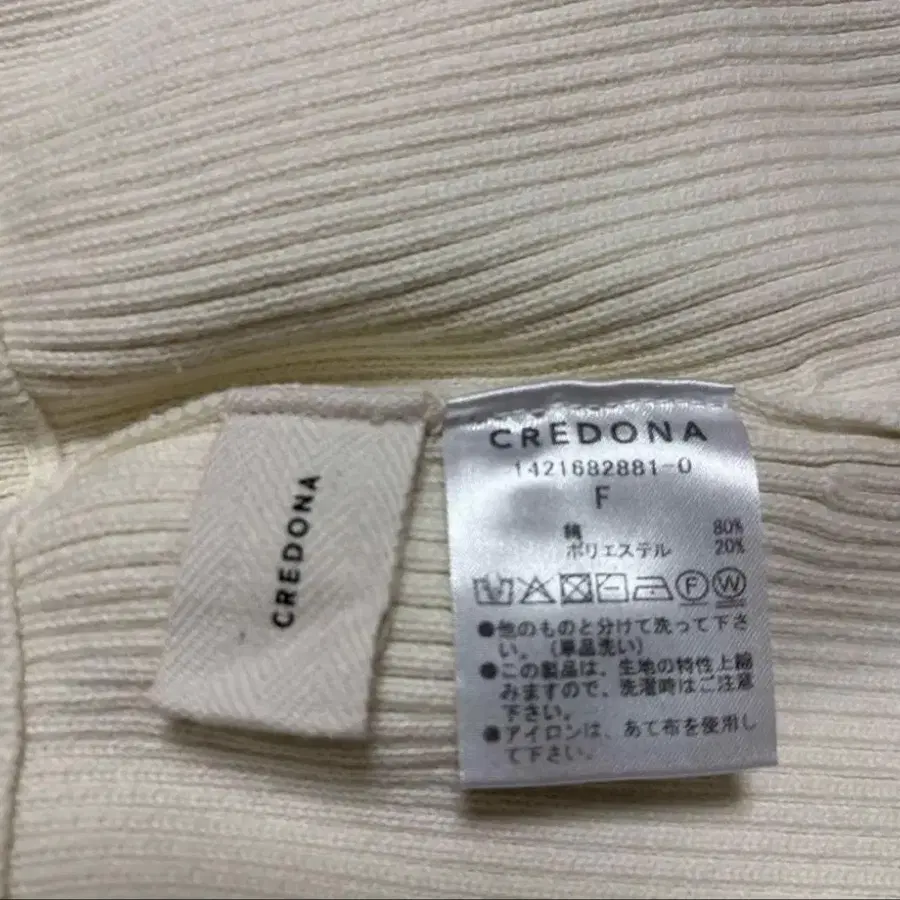 CREDONA
CREDONA
1421682881-0
F
綿 80%
ポリエステル 20%
F W
●他のものと分けて洗って下さ
い。(単品洗い)
●この製品は、生地の特性上縮
みますので、洗濯時はご注意
下さい。
●アイロンは、あて布を使用し
て下さい。